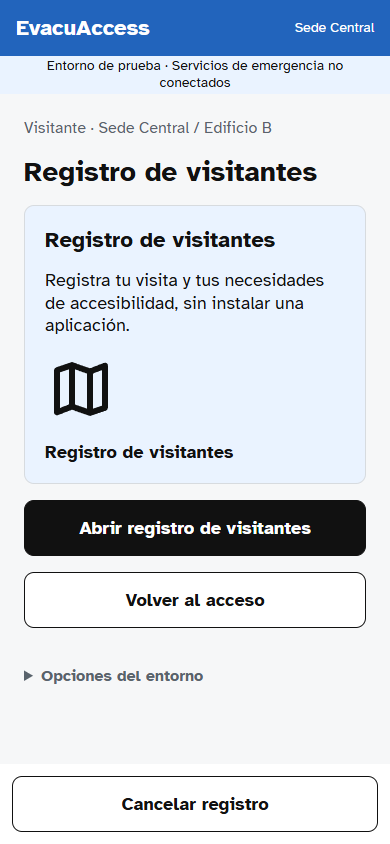 EvacuAccess
Sede Central
Entorno de prueba · Servicios de emergencia no
conectados
Visitante · Sede Central / Edificio B
Registro de visitantes
Registro de visitantes
Registra tu visita y tus necesidades
de accesibilidad, sin instalar una
aplicación.
Registro de visitantes
Abrir registro de visitantes
Volver al acceso
Opciones del entorno
Cancelar registro